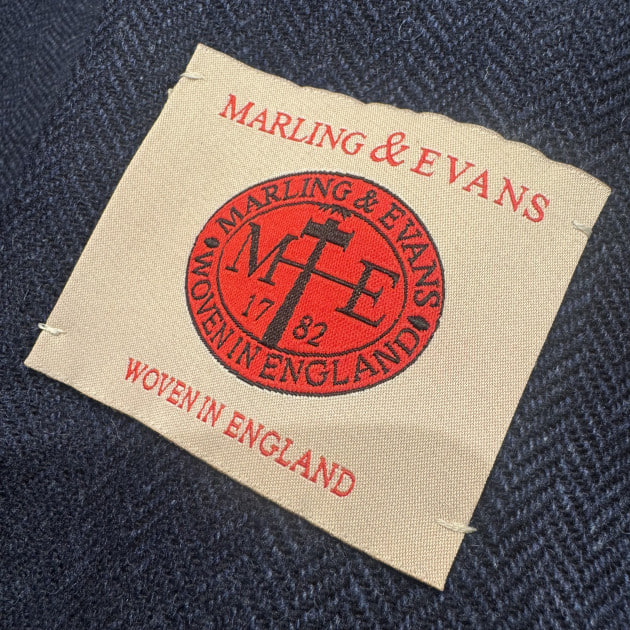 MARLING & EVANS
MARLING & EVANS
M E
17 82
WOVEN IN ENGLAND
WOVEN IN ENGLAND